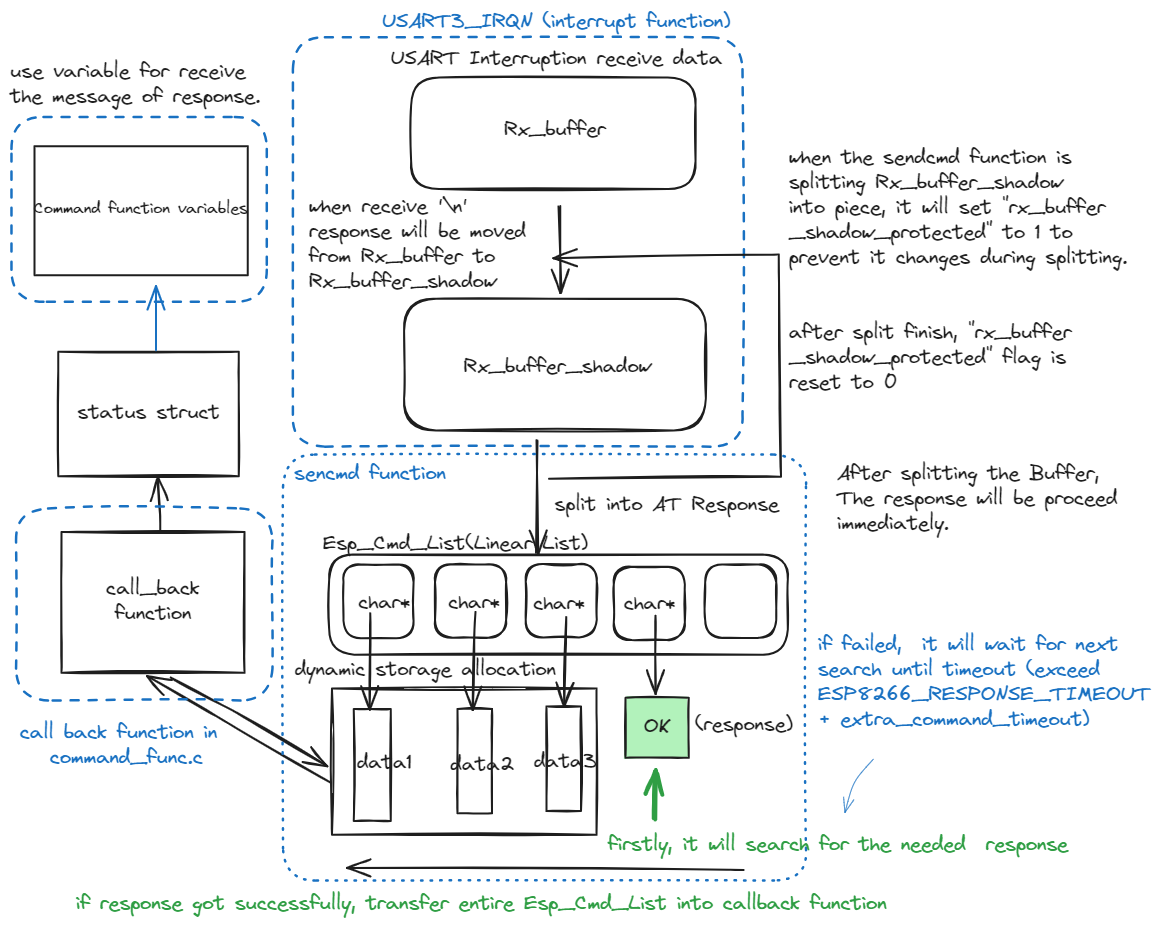 USART3_IRQN (interrupt function)
USART Interruption receive data
use variable for receive
the message of response.
Rx_buffer
Command function variables
when receive '\n'
response will be moved
from Rx_buffer to
Rx_buffer_shadow
when the sendcmd function is
splitting Rx_buffer_shadow
into piece, it will set "rx_buffer
_shadow_protected" to 1 to
prevent it changes during splitting.
after split finish, "rx_buffer
_shadow_protected" flag is
reset to 0
Rx_buffer_shadow
status struct
sencmd function
split into AT Response
After splitting the Buffer,
The response will be proceed
immediately.
Esp_Cmd_List(Linear List)
char*
char*
char*
char*
call_back
function
dynamic storage allocation
if failed, it will wait for next
search until timeout (exceed
ESP8266_RESPONSE_TIMEOUT
+ extra_command_timeout)
OK
(response)
call back function in
command_func.c
data1
data2
data3
firstly, it will search for the needed response
if response got successfully, transfer entire Esp_Cmd_List into callback function